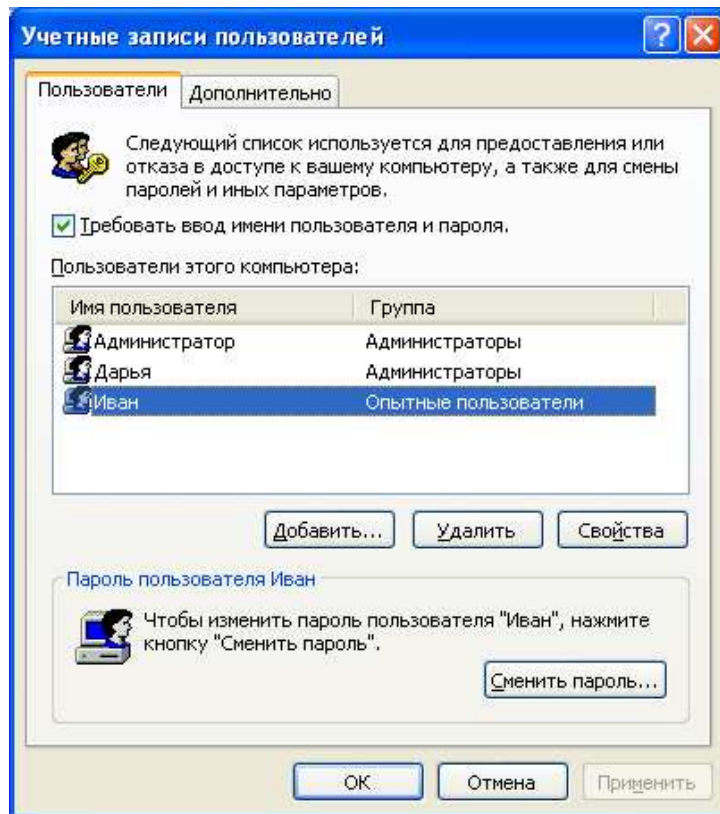 Учетные записи пользователей
Пользователи Дополнительно
Следующий список используется для предоставления или
отказа в доступе к вашему компьютеру, а также для смены
паролей и иных параметров.
Требовать ввод имени пользователя и пароля.
Пользователи этого компьютера:
Имя пользователя Группа
Администратор Администраторы
Дарья Администраторы
Иван Опытные пользователи
Добавить... Удалить Свойства
Пароль пользователя Иван
Чтобы изменить пароль пользователя "Иван", нажмите
кнопку "Сменить пароль".
Сменить пароль...
ОК Отмена Применить